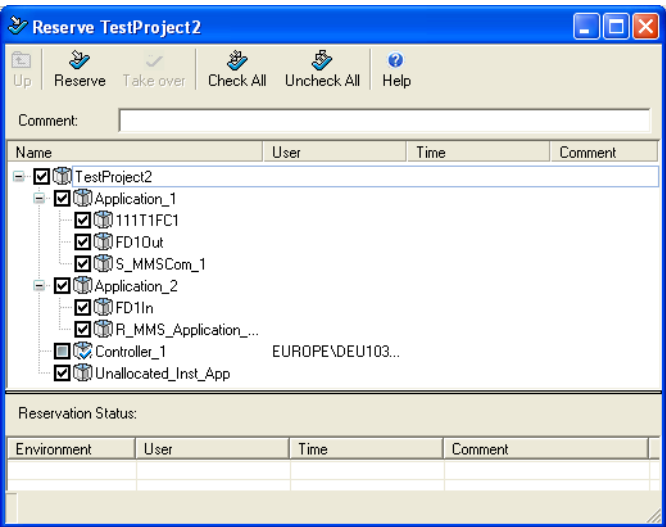 Reserve TestProject2
Up Reserve Take over Check All Uncheck All Help
Comment:
Name User Time Comment
TestProject2
Application_1
111T1FC1
FD1Out
S_MMSCom_1
Application_2
FD1In
R_MMS_Application_...
Controller_1 EUROPE\DEU103...
Unallocated_Inst_App
Reservation Status:
Environment User Time Comment